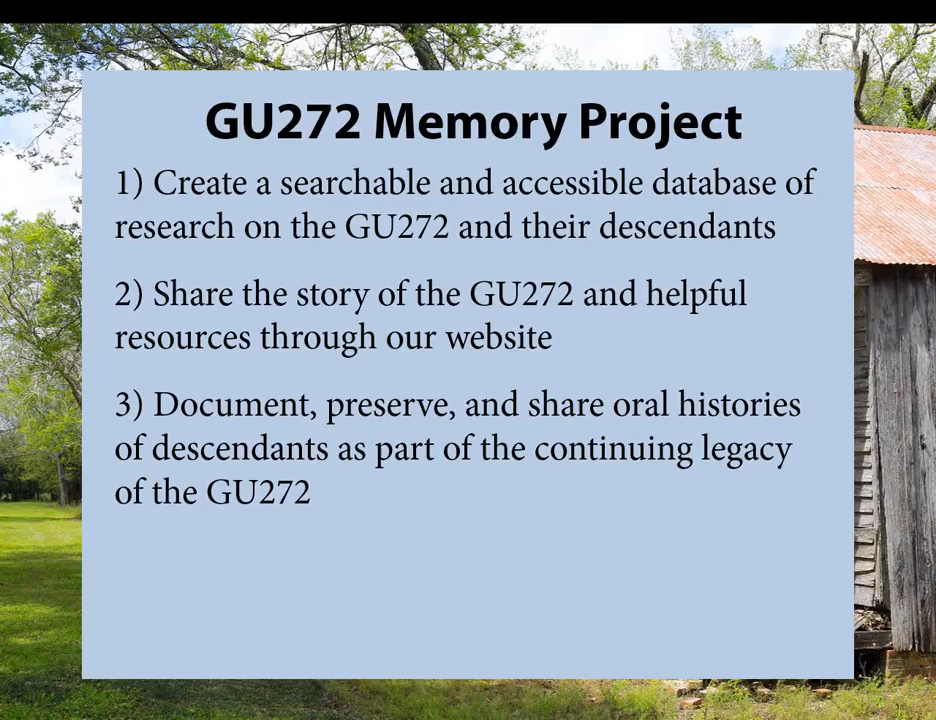 GU272 Memory Project
1) Create a searchable and accessible database of
research on the GU272 and their descendants
2) Share the story of the GU272 and helpful
resources through our website
3) Document, preserve, and share oral histories
of descendants as part of the continuing legacy
of the GU272